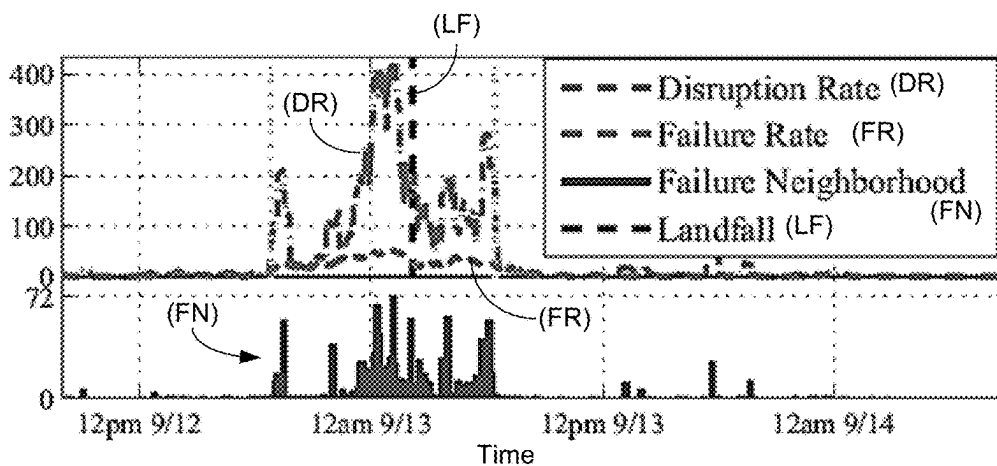 (LF)
400
300
200
100
0
(DR)
Disruption Rate (DR)
Failure Rate (FR)
Failure Neighborhood
(FN)
Landfall (LF)
72
0
(FN)
(FR)
12pm 9/12 12am 9/13 12pm 9/13 12am 9/14
Time